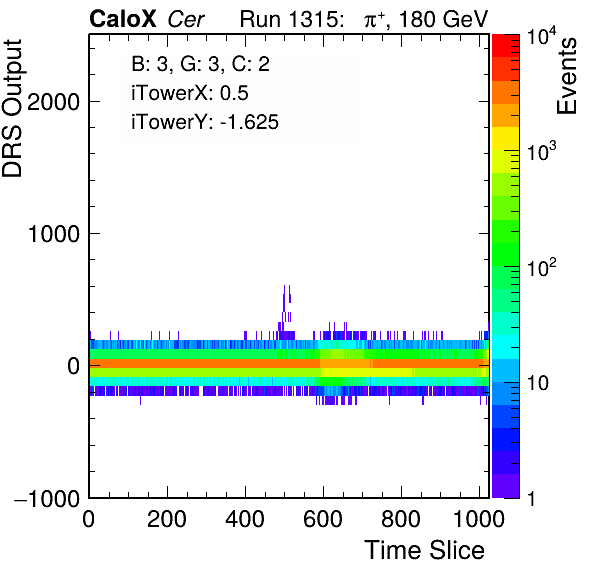 CaloX Cer Run 1315: π⁺, 180 GeV
B: 3, G: 3, C: 2
iTowerX: 0.5
iTowerY: -1.625
DRS Output
2000
1000
0
−1000
0 200 400 600 800 1000
Time Slice
Events
10⁴
10³
10²
10
1